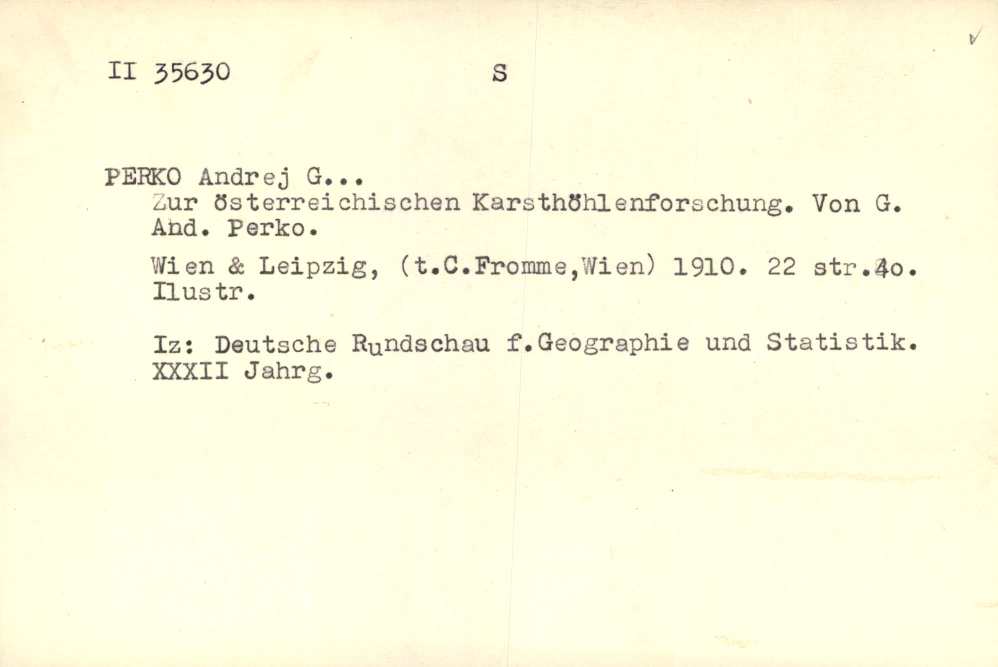 II 35630 S
PERKO Andrej G...
Zur österreichischen Karsthöhlenforschung. Von G.
And. Perko.
Wien & Leipzig, (t.C.Fromme,Wien) 1910. 22 str.4o.
Ilustr.
Iz: Deutsche Rundschau f.Geographie und Statistik.
XXXII Jahrg.